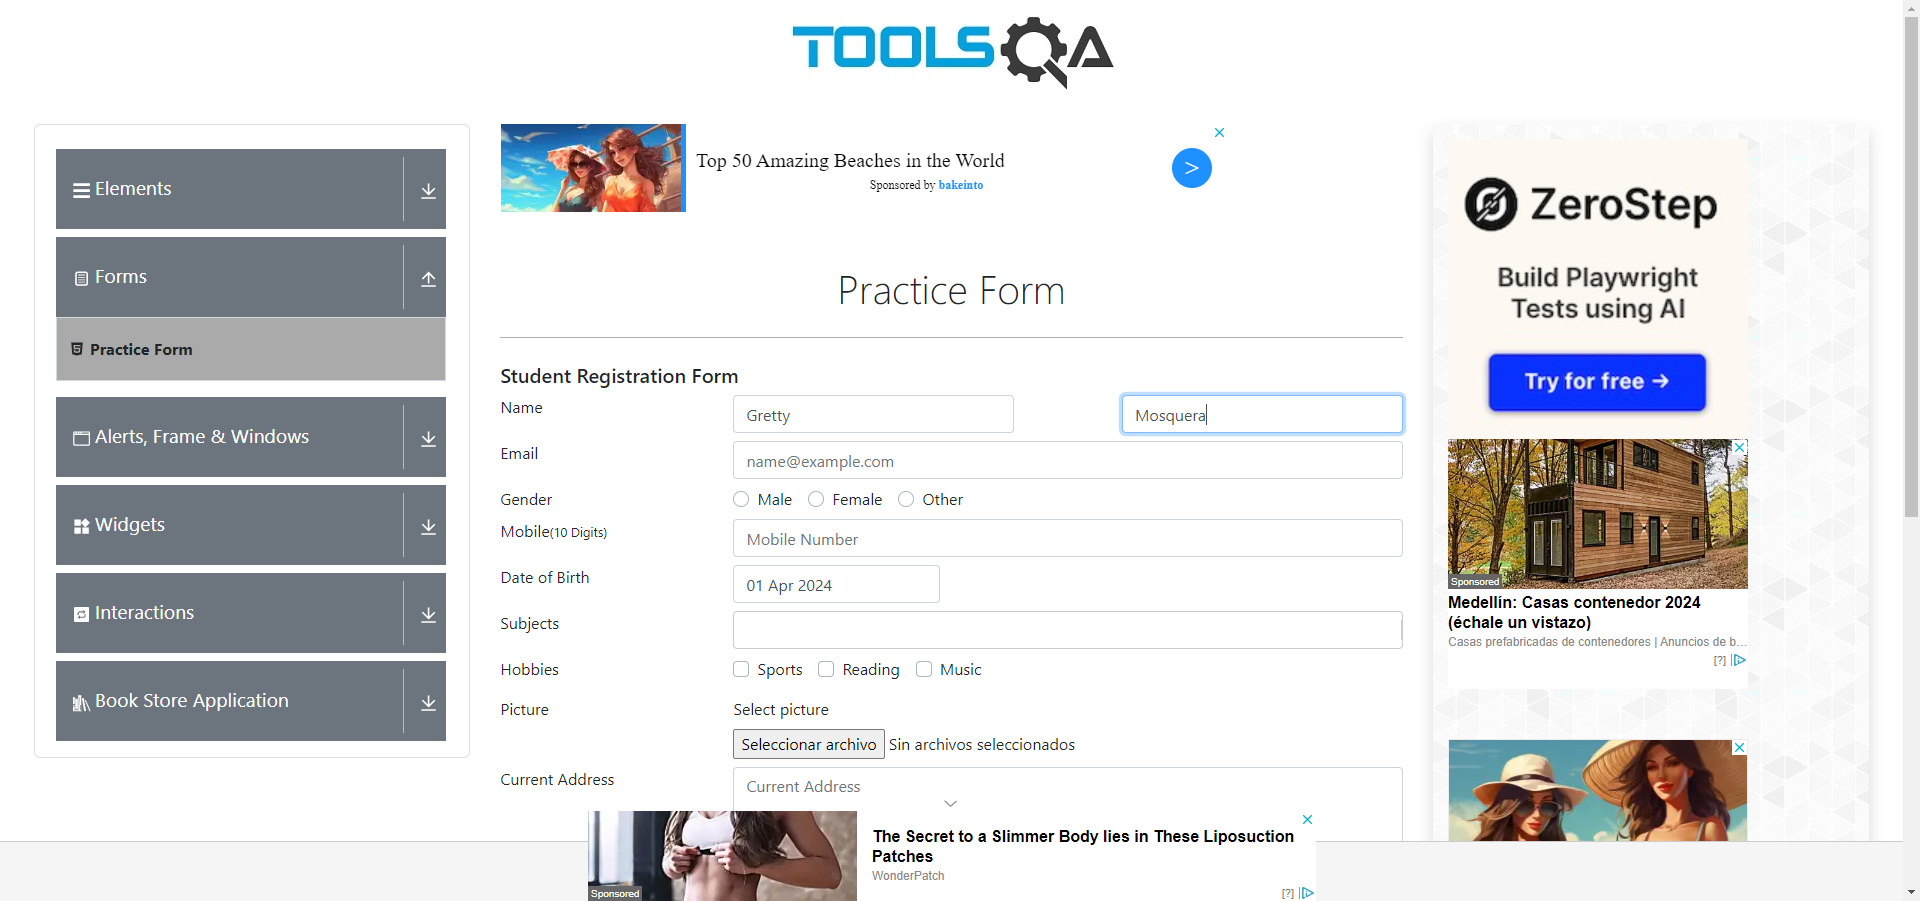 TOOLSQA
Elements
Forms
Practice Form
Alerts, Frame & Windows
Widgets
Interactions
Book Store Application
Top 50 Amazing Beaches in the World
Sponsored by bakeinto
>
Practice Form
Student Registration Form
Name
Gretty
Mosquera
Email
name@example.com
Gender
Male
Female
Other
Mobile(10 Digits)
Mobile Number
Date of Birth
01 Apr 2024
Subjects
Hobbies
Sports
Reading
Music
Picture
Select picture
Seleccionar archivo
Sin archivos seleccionados
Current Address
Current Address
Sponsored
The Secret to a Slimmer Body lies in These Liposuction
Patches
WonderPatch
[?]
ZeroStep
Build Playwright
Tests using AI
Try for free →
Sponsored
Medellín: Casas contenedor 2024
(échale un vistazo)
Casas prefabricadas de contenedores | Anuncios de b...
[?]